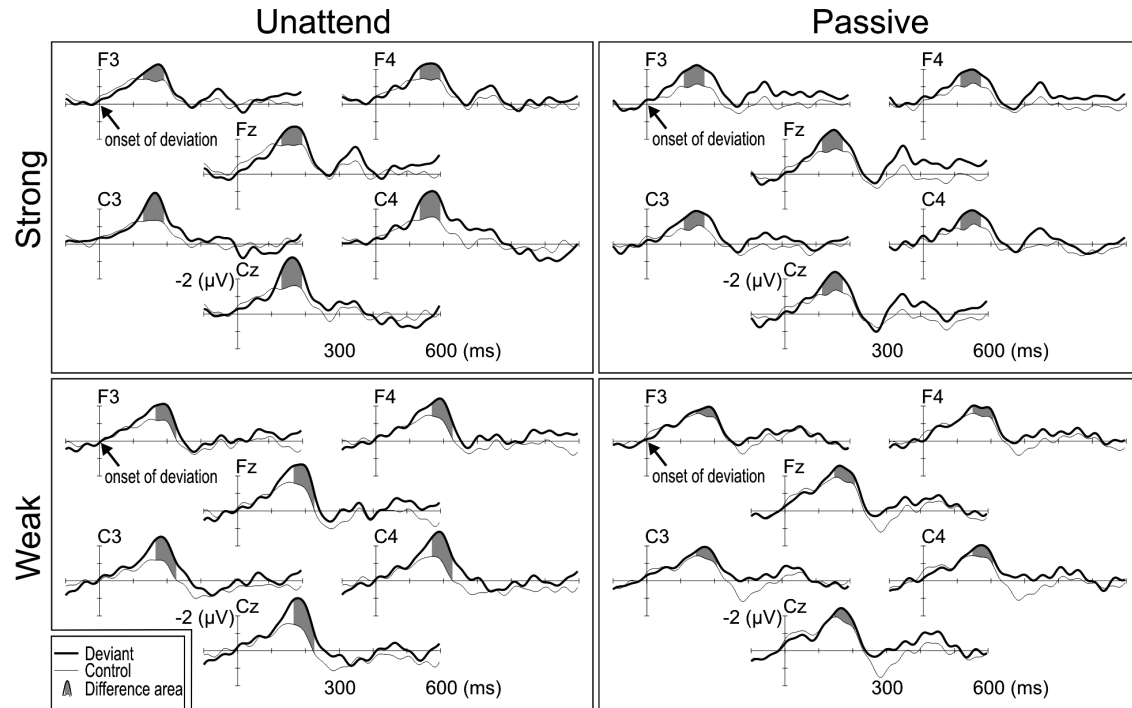 Unattend
Passive
Strong
F3
F4
onset of deviation
Fz
C3
C4
-2 (µV)
Cz
300
600 (ms)
F3
F4
onset of deviation
Fz
C3
C4
-2 (µV)
Cz
300
600 (ms)
Weak
F3
F4
onset of deviation
Fz
C3
C4
-2 (µV)
Cz
300
600 (ms)
F3
F4
onset of deviation
Fz
C3
C4
-2 (µV)
Cz
300
600 (ms)
Deviant
Control
Difference area